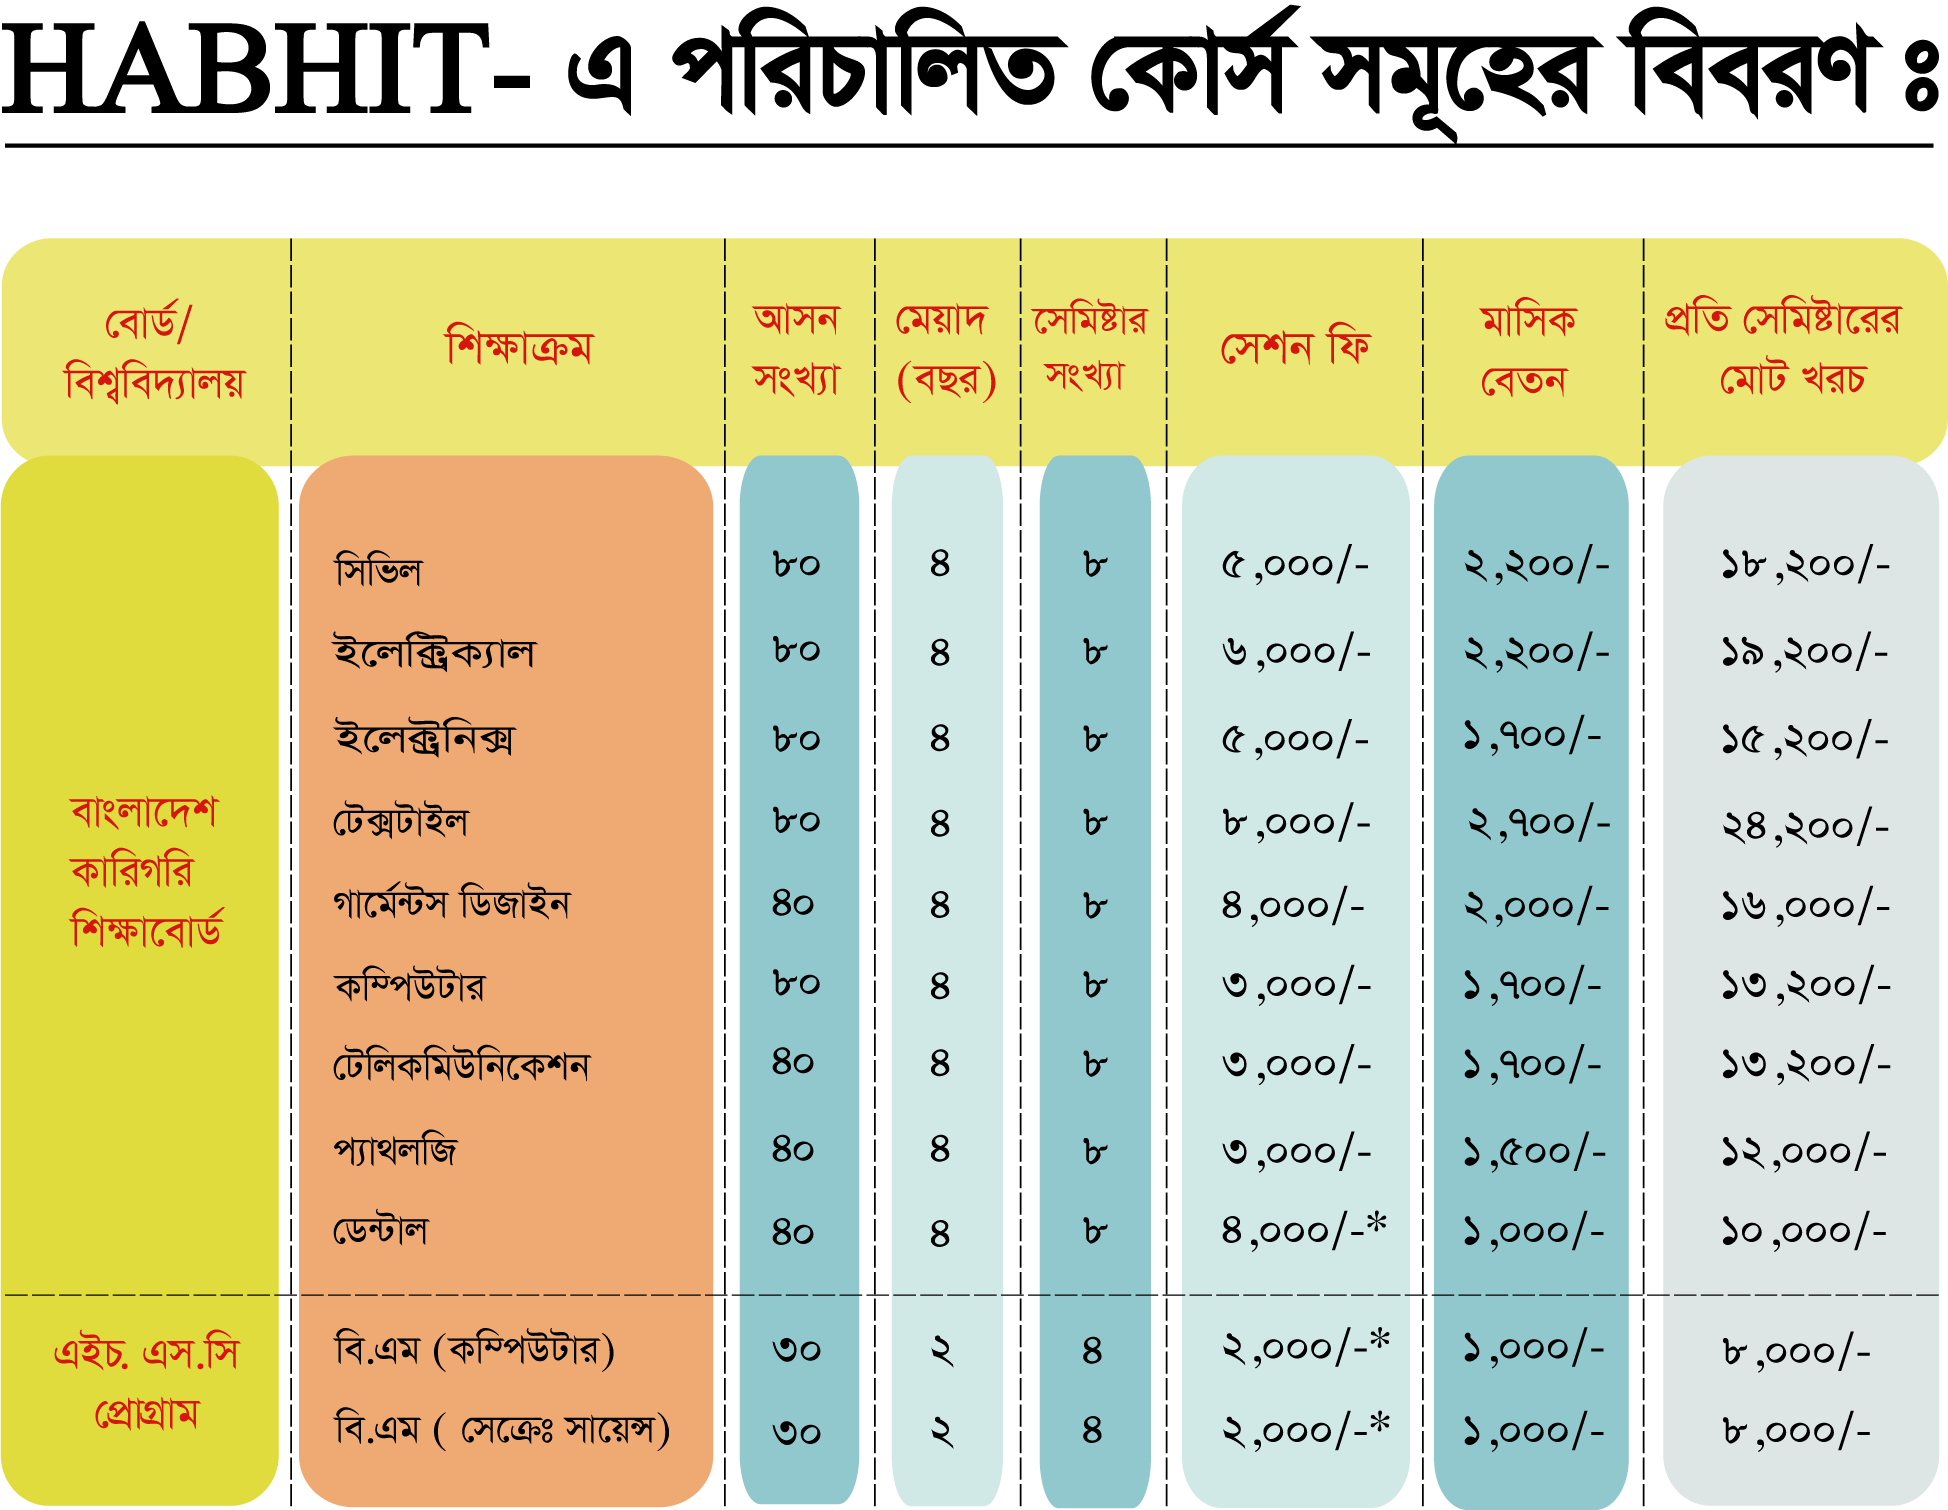 HABHIT- এ পরিচালিত কোর্স সমূহের বিবরণ ঃ
বোর্ড/ বিশ্ববিদ্যালয় শিক্ষাক্রম আসন সংখ্যা মেয়াদ (বছর) সেমিষ্টার সংখ্যা সেশন ফি মাসিক বেতন প্রতি সেমিষ্টারের মোট খরচ
বাংলাদেশ
কারিগরি
শিক্ষাবোর্ড
সিভিল ৮০ ৪ ৮ ৫,০০০/- ২,২০০/- ১৮,২০০/-
ইলেক্ট্রিক্যাল ৮০ ৪ ৮ ৬,০০০/- ২,২০০/- ১৯,২০০/-
ইলেক্ট্রনিক্স ৮০ ৪ ৮ ৫,০০০/- ১,৭০০/- ১৫,২০০/-
টেক্সটাইল ৮০ ৪ ৮ ৮,০০০/- ২,৭০০/- ২৪,২০০/-
গার্মেন্টস ডিজাইন ৪০ ৪ ৮ ৪,০০০/- ২,০০০/- ১৬,০০০/-
কম্পিউটার ৮০ ৪ ৮ ৩,০০০/- ১,৭০০/- ১৩,২০০/-
টেলিকমিউনিকেশন ৪০ ৪ ৮ ৩,০০০/- ১,৭০০/- ১৩,২০০/-
প্যাথলজি ৪০ ৪ ৮ ৩,০০০/- ১,৫০০/- ১২,০০০/-
ডেন্টাল ৪০ ৪ ৮ ৪,০০০/-* ১,০০০/- ১০,০০০/-
এইচ. এস.সি
প্রোগ্রাম
বি.এম (কম্পিউটার) ৩০ ২ ৪ ২,০০০/-* ১,০০০/- ৮,০০০/-
বি.এম ( সেক্রেঃ সায়েন্স) ৩০ ২ ৪ ২,০০০/-* ১,০০০/- ৮,০০০/-